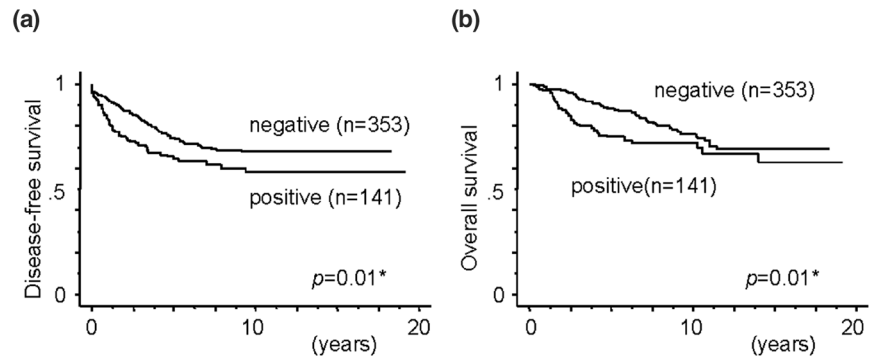 (a)
Disease-free survival
1
.5
0
negative (n=353)
positive (n=141)
p=0.01*
0
10
20
(years)
(b)
Overall survival
1
.5
0
negative (n=353)
positive(n=141)
p=0.01*
0
10
20
(years)